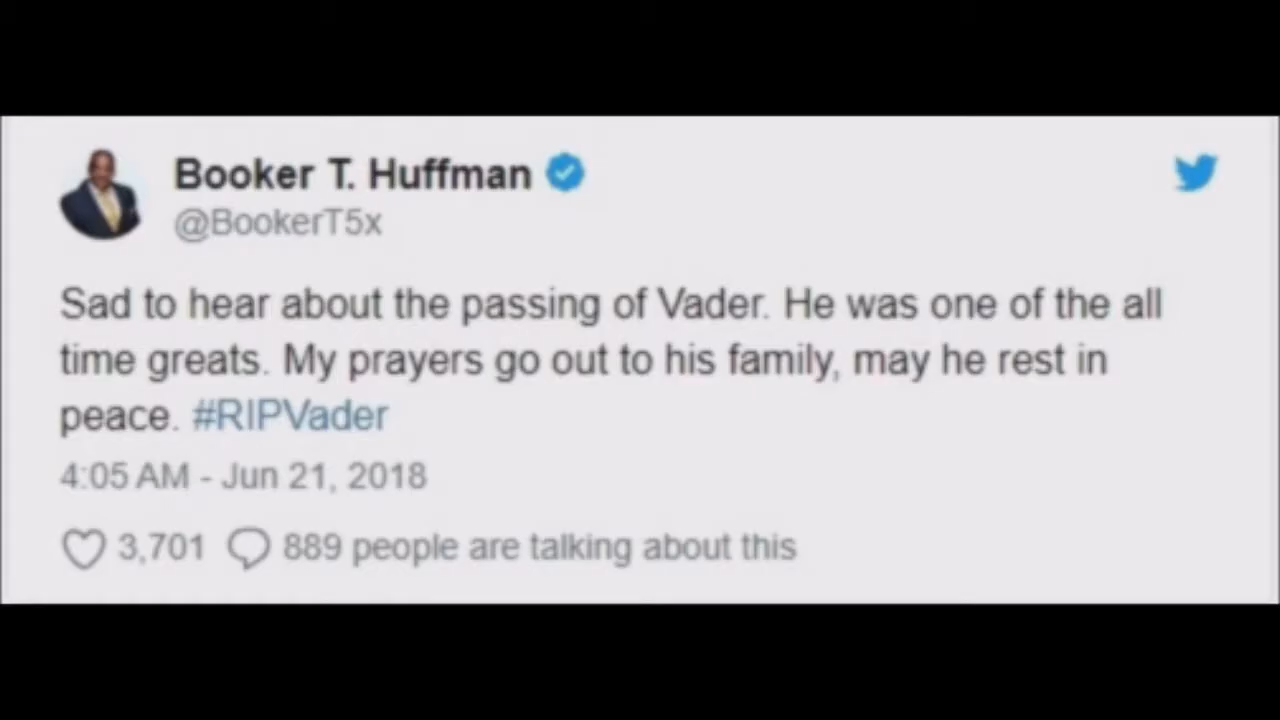 Booker T. Huffman
@BookerT5x
Sad to hear about the passing of Vader. He was one of the all
time greats. My prayers go out to his family, may he rest in
peace. #RIPVader
4:05 AM - Jun 21, 2018
3,701 889 people are talking about this